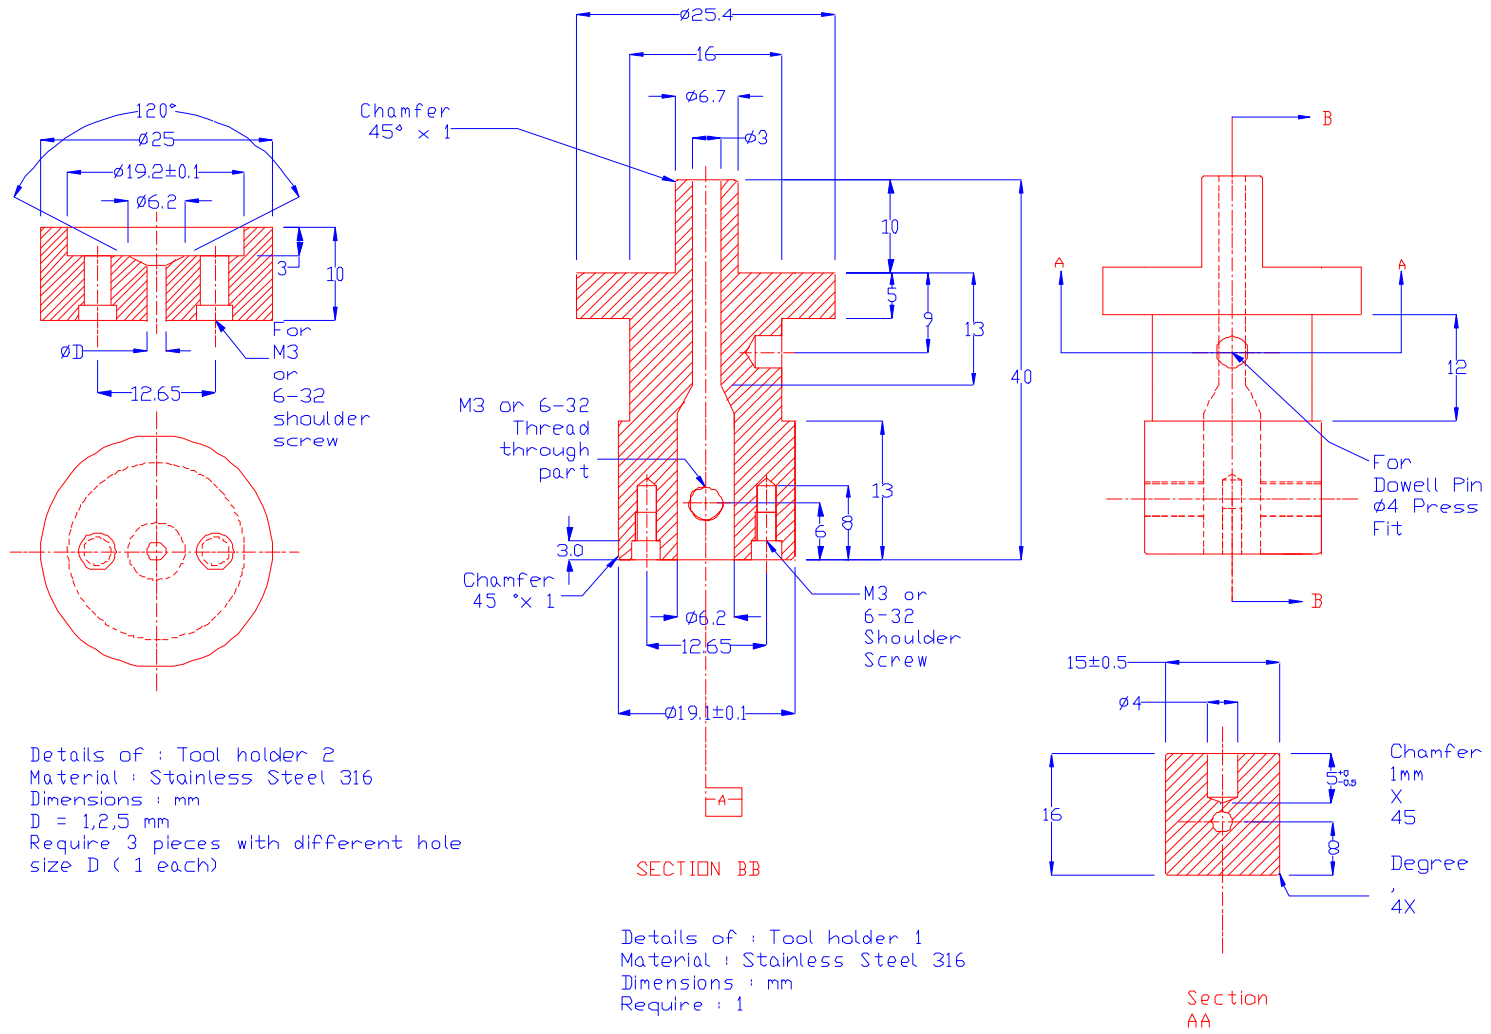 120°
ø25
ø19.2±0.1
ø6.2
3
10
øD
12.65
For
M3
or
6-32
shoulder
screw
Details of : Tool holder 2
Material : Stainless Steel 316
Dimensions : mm
D = 1,2,5 mm
Require 3 pieces with different hole
size D ( 1 each)
ø25.4
16
ø6.7
ø3
Chamfer
45° x 1
10
5
9
13
40
M3 or 6-32
Thread
through
part
13
8
6
3.0
Chamfer
45 °x 1
ø6.2
12.65
ø19.1±0.1
M3 or
6-32
Shoulder
Screw
A
SECTION BB
Details of : Tool holder 1
Material : Stainless Steel 316
Dimensions : mm
Require : 1
B
A
A
12
For
Dowell Pin
ø4 Press
Fit
B
15±0.5
ø4
5+0 -0.5
16
8
Chamfer
1mm
X
45
Degree
,
4X
Section
AA